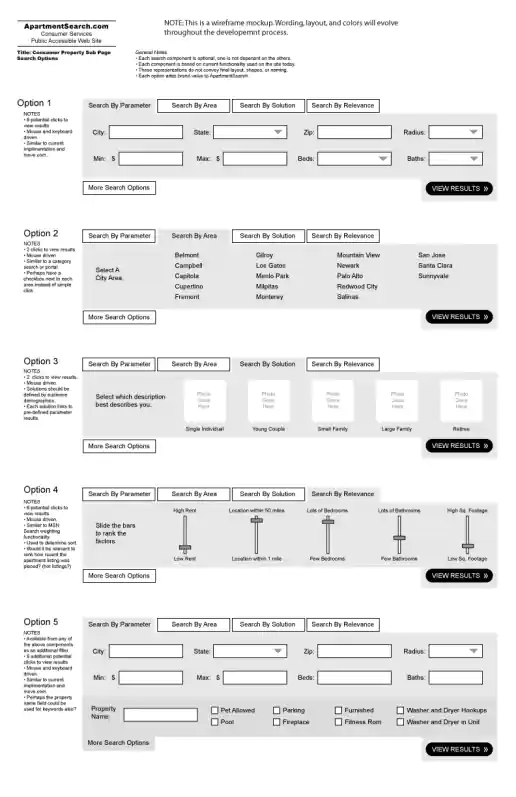 ApartmentSearch.com
Consumer Services
Public Accessible Web Site
Title: Consumer Property Sub Page
Search Options
NOTE: This is a wireframe mockup. Wording, layout, and colors will evolve
throughout the developemnt process.
General Notes
• Each search component is optional, one is not depenant on the others.
• Each component is based on current functionality used on the site today.
• These representations do not convey final layout, shapes, or naming.
• Each option adds brand value to ApartmentSearch
Option 1
NOTES
• 8 potential clicks to
view results
• Mouse and keyboard
driven
• Similar to current
implimentation and
move.com.
Search By Parameter
Search By Area
Search By Solution
Search By Relevance
City:
State:
Zip:
Radius:
Min: $
Max: $
Beds:
Baths:
More Search Options
VIEW RESULTS »
Option 2
NOTES
• 2 clicks to view results
• Mouse driven
• Similar to a category
search or portal
• Perhaps have a
checkbox next to each
area instead of simple
click
Search By Parameter
Search By Area
Search By Solution
Search By Relevance
Select A
City Area.
Belmont
Campbell
Capitola
Cupertino
Fremont
Gilroy
Los Gatos
Menlo Park
Milpitas
Monterey
Mountain View
Newark
Palo Alto
Redwood City
Salinas
San Jose
Santa Clara
Sunnyvale
More Search Options
VIEW RESULTS »
Option 3
NOTES
• 2 clicks to view results.
• Mouse driven
• Solutions should be
defined by customer
demographics.
• Each solution links to
pre-defined parameter
results.
Search By Parameter
Search By Area
Search By Solution
Search By Relevance
Select which description
best describes you.
Photo
Goes
Here
Photo
Goes
Here
Photo
Goes
Here
Photo
Goes
Here
Photo
Goes
Here
Single Individual
Young Couple
Small Family
Large Family
Retiree
More Search Options
VIEW RESULTS »
Option 4
NOTES
• 6 potential clicks to
view results
• Mouse driven
• Similar to MSN
Search weighting
functionality
• Used to determine sort.
• Would it be relevant to
rank how recent the
apartment listing was
placed? (hot listings?)
Search By Parameter
Search By Area
Search By Solution
Search By Relevance
Slide the bars
to rank the
factors.
High Rent
Location within 50 miles
Lots of Bedrooms
Lots of Bathrooms
High Sq. Footage
Low Rent
Location within 1 mile
Few Bedrooms
Few Bathrooms
Low Sq. Footage
More Search Options
VIEW RESULTS »
Option 5
NOTES
• Available from any of
the above components
as an additional filter.
• 6 additional potential
clicks to view results
• Mouse and keyboard
driven
• Similar to current
implimentation and
move.com.
• Perhaps the property
name field could be
used for keywords also?
Search By Parameter
Search By Area
Search By Solution
Search By Relevance
City:
State:
Zip:
Radius:
Min: $
Max: $
Beds:
Baths:
Property
Name:
Pet Allowed
Parking
Furnished
Washer and Dryer Hookups
Pool
Fireplace
Fitness Rom
Washer and Dryer in Unit
More Search Options
VIEW RESULTS »